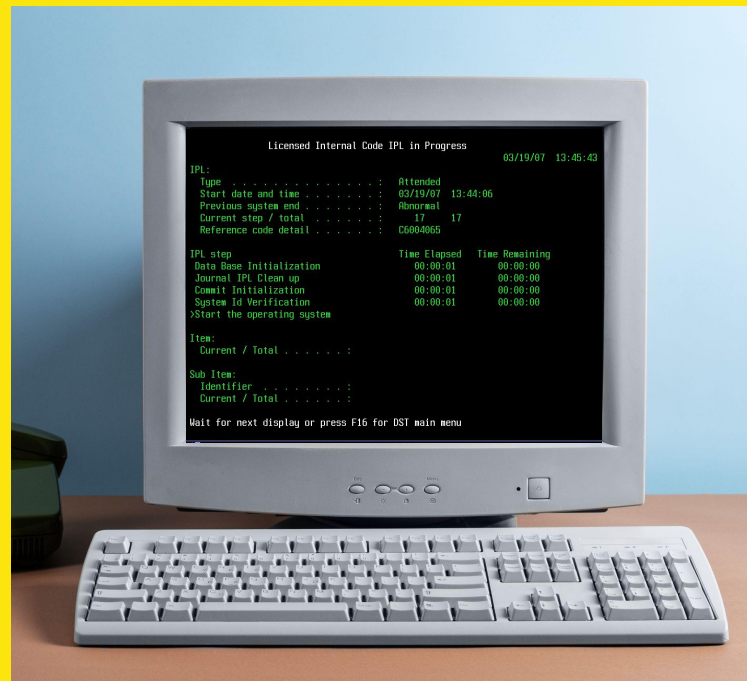 Licensed Internal Code IPL in Progress
03/19/07 13:45:43
IPL:
Type . . . . . . . . . . . . . . : Attended
Start date and time . . . . . . . : 03/19/07 13:44:06
Previous system end . . . . . . . : Abnormal
Current step / total . . . . . . : 17 17
Reference code detail . . . . . . : C6004065
IPL step Time Elapsed Time Remaining
Data Base Initialization 00:00:01 00:00:00
Journal IPL Clean up 00:00:01 00:00:00
Commit Initialization 00:00:01 00:00:00
System Id Verification 00:00:01 00:00:00
>Start the operating system
Item:
Current / Total . . . . . . :
Sub Item:
Identifier . . . . . . . . :
Current / Total . . . . . . :
Wait for next display or press F16 for DST main menu